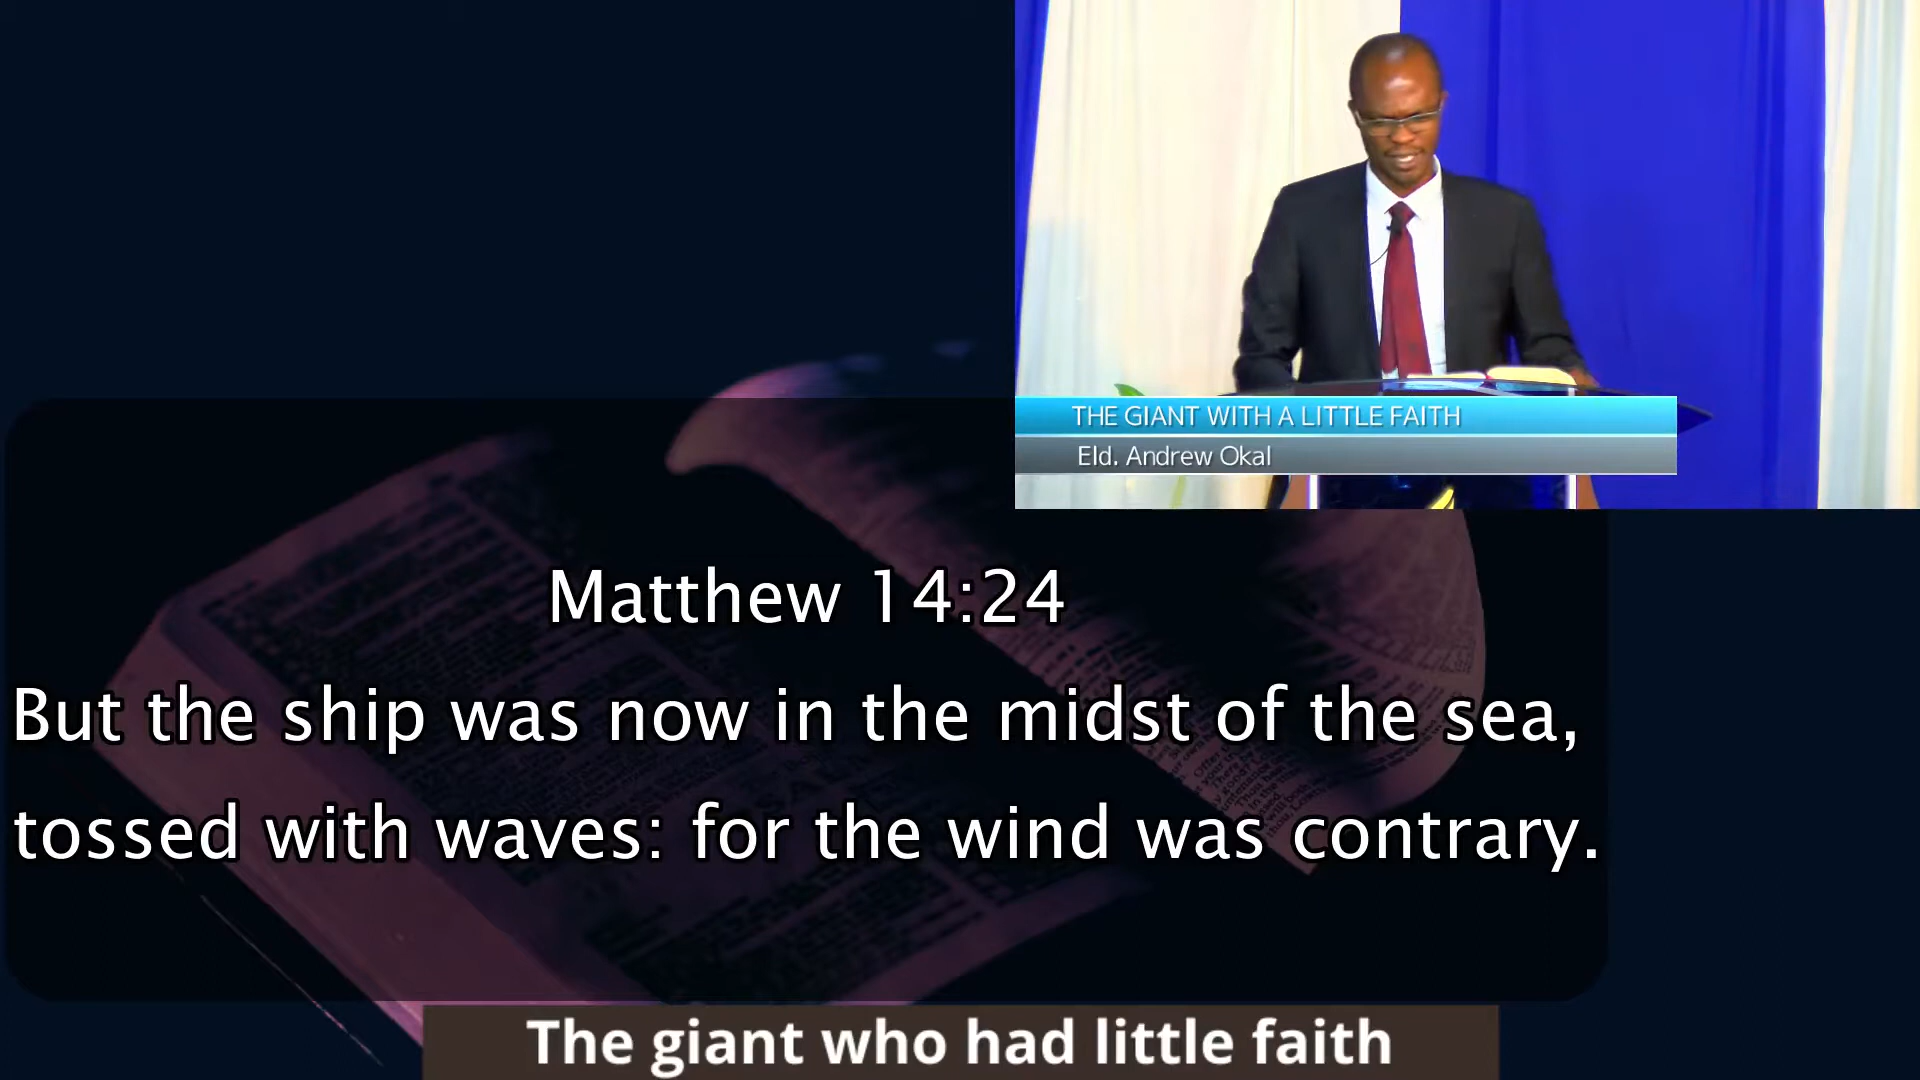 THE GIANT WITH A LITTLE FAITH
Eld. Andrew Okal
Matthew 14:24
But the ship was now in the midst of the sea,
tossed with waves: for the wind was contrary.
The giant who had little faith